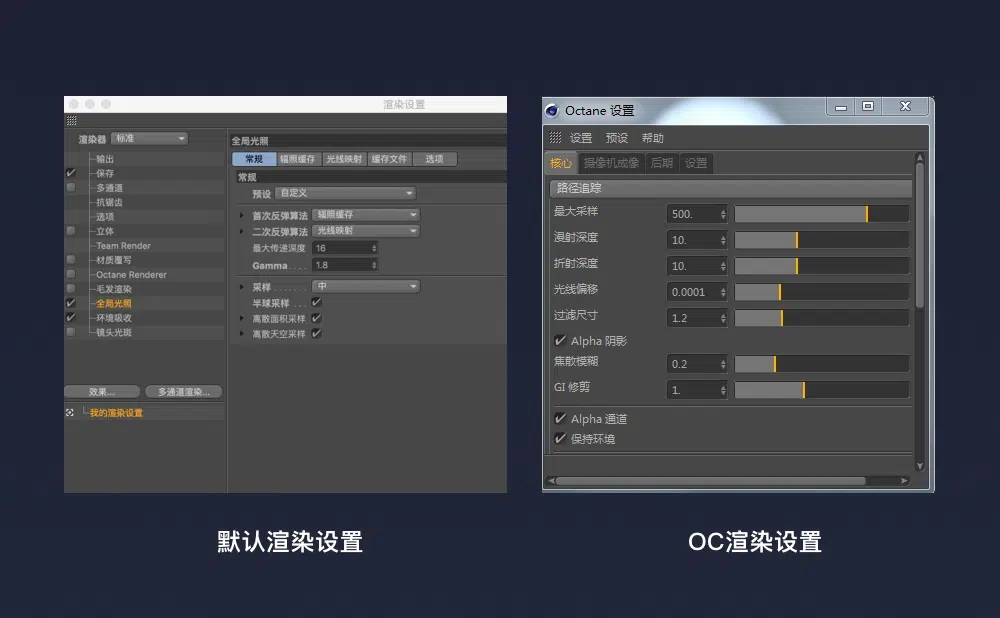 渲染设置
渲染器 标准
输出
保存
多通道
抗锯齿
选项
立体
Team Render
材质覆写
Octane Renderer
毛发渲染
全局光照
环境吸收
镜头光斑
效果... 多通道渲染...
我的渲染设置
全局光照
常规 辐照缓存 光线映射 缓存文件 选项
常规
预设 自定义
首次反弹算法 辐照缓存
二次反弹算法 光线映射
最大传递深度 16
Gamma.... 1.8
采样....... 中
半球采样..
离散面积采样
离散天空采样
默认渲染设置
Octane 设置
设置 预设 帮助
核心 摄像机成像 后期 设置
路径追踪
最大采样 500.
漫射深度 10.
折射深度 10.
光线偏移 0.0001
过滤尺寸 1.2
Alpha 阴影
焦散模糊 0.2
GI 修剪 1.
Alpha 通道
保持环境
OC渲染设置